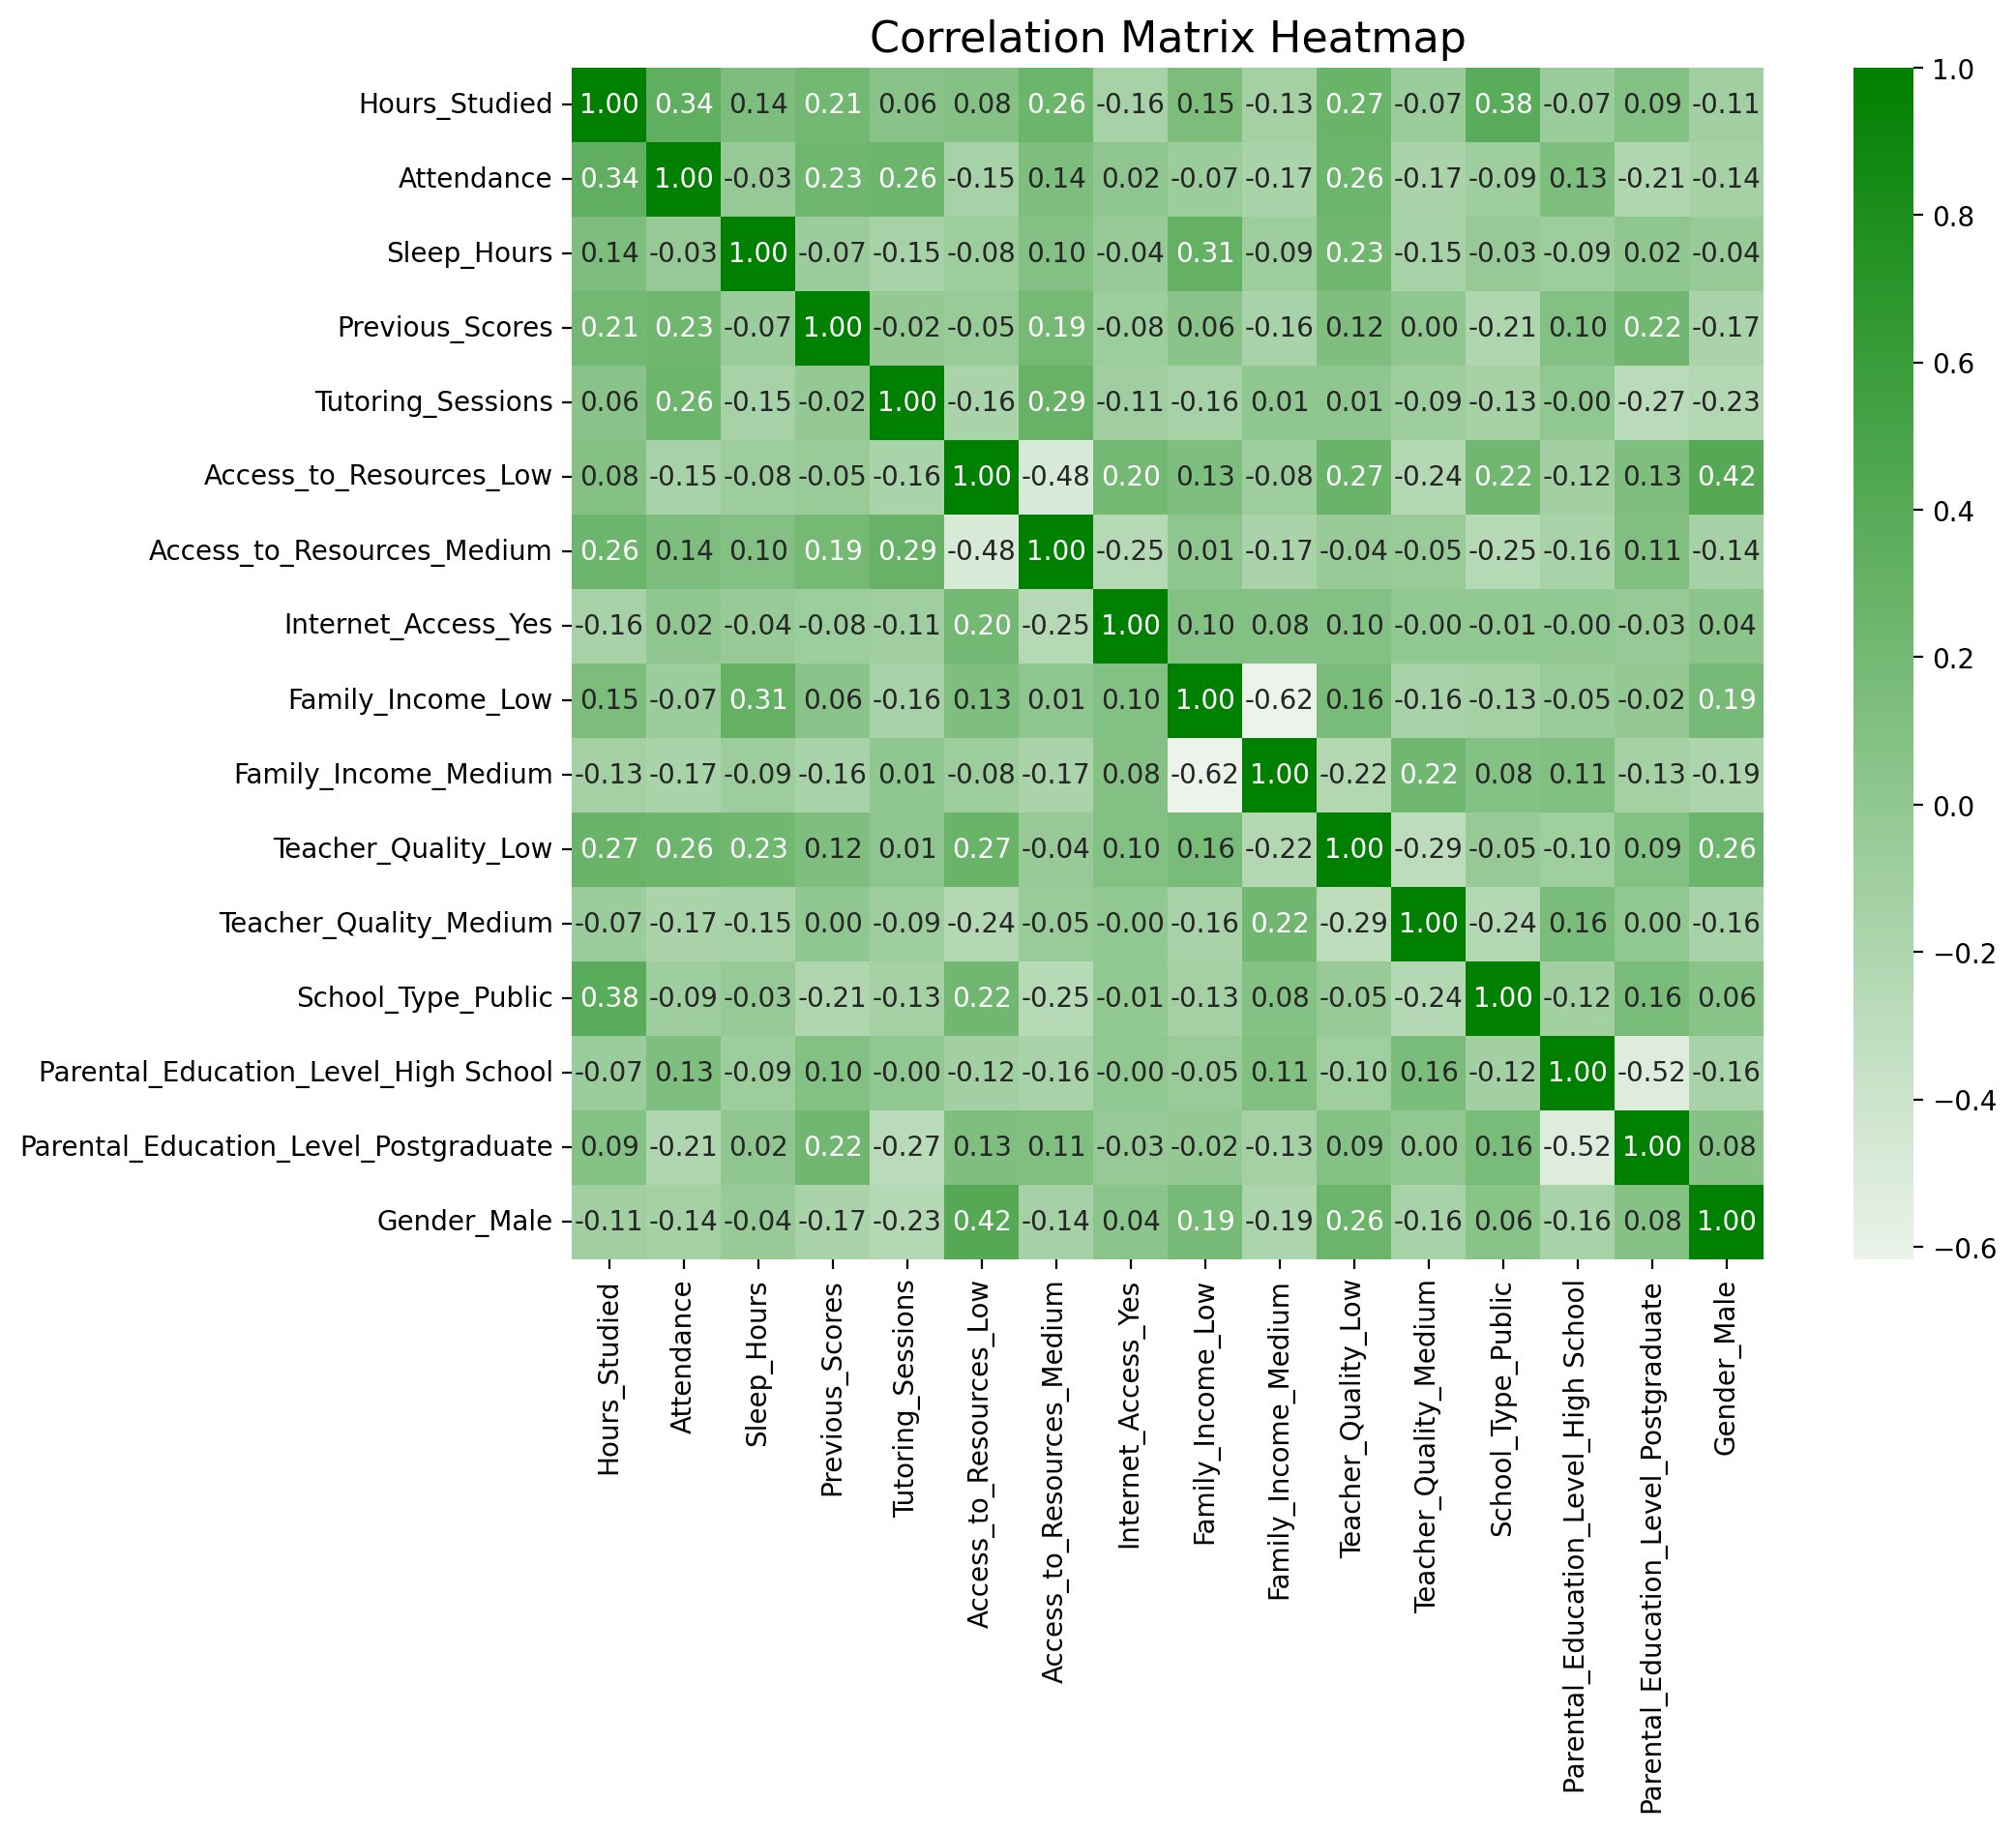 Correlation Matrix Heatmap
Hours_Studied 1.00 0.34 0.14 0.21 0.06 0.08 0.26 -0.16 0.15 -0.13 0.27 -0.07 0.38 -0.07 0.09 -0.11
Attendance 0.34 1.00 -0.03 0.23 0.26 -0.15 0.14 0.02 -0.07 -0.17 0.26 -0.17 -0.09 0.13 -0.21 -0.14
Sleep_Hours 0.14 -0.03 1.00 -0.07 -0.15 -0.08 0.10 -0.04 0.31 -0.09 0.23 -0.15 -0.03 -0.09 0.02 -0.04
Previous_Scores 0.21 0.23 -0.07 1.00 -0.02 -0.05 0.19 -0.08 0.06 -0.16 0.12 0.00 -0.21 0.10 0.22 -0.17
Tutoring_Sessions 0.06 0.26 -0.15 -0.02 1.00 -0.16 0.29 -0.11 -0.16 0.01 0.01 -0.09 -0.13 -0.00 -0.27 -0.23
Access_to_Resources_Low 0.08 -0.15 -0.08 -0.05 -0.16 1.00 -0.48 0.20 0.13 -0.08 0.27 -0.24 0.22 -0.12 0.13 0.42
Access_to_Resources_Medium 0.26 0.14 0.10 0.19 0.29 -0.48 1.00 -0.25 0.01 -0.17 -0.04 -0.05 -0.25 -0.16 0.11 -0.14
Internet_Access_Yes -0.16 0.02 -0.04 -0.08 -0.11 0.20 -0.25 1.00 0.10 0.08 0.10 -0.00 -0.01 -0.00 -0.03 0.04
Family_Income_Low 0.15 -0.07 0.31 0.06 -0.16 0.13 0.01 0.10 1.00 -0.62 0.16 -0.16 -0.13 -0.05 -0.02 0.19
Family_Income_Medium -0.13 -0.17 -0.09 -0.16 0.01 -0.08 -0.17 0.08 -0.62 1.00 -0.22 0.22 0.08 0.11 -0.13 -0.19
Teacher_Quality_Low 0.27 0.26 0.23 0.12 0.01 0.27 -0.04 0.10 0.16 -0.22 1.00 -0.29 -0.05 -0.10 0.09 0.26
Teacher_Quality_Medium -0.07 -0.17 -0.15 0.00 -0.09 -0.24 -0.05 -0.00 -0.16 0.22 -0.29 1.00 -0.24 0.16 0.00 -0.16
School_Type_Public 0.38 -0.09 -0.03 -0.21 -0.13 0.22 -0.25 -0.01 -0.13 0.08 -0.05 -0.24 1.00 -0.12 0.16 0.06
Parental_Education_Level_High School -0.07 0.13 -0.09 0.10 -0.00 -0.12 -0.16 -0.00 -0.05 0.11 -0.10 0.16 -0.12 1.00 -0.52 -0.16
Parental_Education_Level_Postgraduate 0.09 -0.21 0.02 0.22 -0.27 0.13 0.11 -0.03 -0.02 -0.13 0.09 0.00 0.16 -0.52 1.00 0.08
Gender_Male -0.11 -0.14 -0.04 -0.17 -0.23 0.42 -0.14 0.04 0.19 -0.19 0.26 -0.16 0.06 -0.16 0.08 1.00
Hours_Studied
Attendance
Sleep_Hours
Previous_Scores
Tutoring_Sessions
Access_to_Resources_Low
Access_to_Resources_Medium
Internet_Access_Yes
Family_Income_Low
Family_Income_Medium
Teacher_Quality_Low
Teacher_Quality_Medium
School_Type_Public
Parental_Education_Level_High School
Parental_Education_Level_Postgraduate
Gender_Male
1.0
0.8
0.6
0.4
0.2
0.0
−0.2
−0.4
−0.6